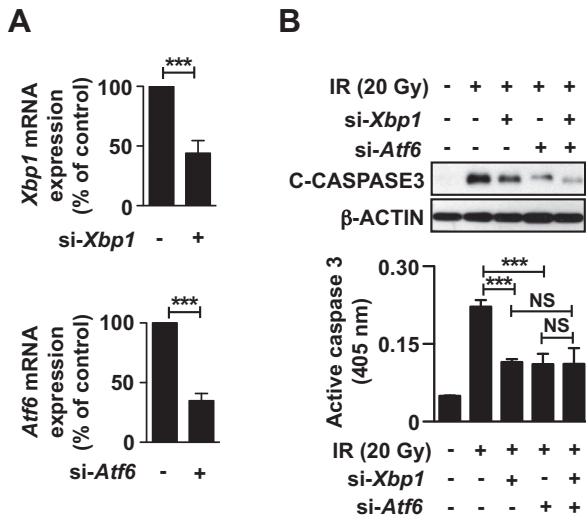 A
Xbp1 mRNA
expression
(% of control)
100
50
0
***
si-Xbp1 - +
Atf6 mRNA
expression
(% of control)
100
50
0
***
si-Atf6 - +
B
IR (20 Gy) - + + + +
si-Xbp1 - - + - +
si-Atf6 - - - + +
C-CASPASE3
β-ACTIN
Active caspase 3
(405 nm)
0.30
0.15
0.00
***
***
NS
NS
IR (20 Gy) - + + + +
si-Xbp1 - - + - +
si-Atf6 - - - + +